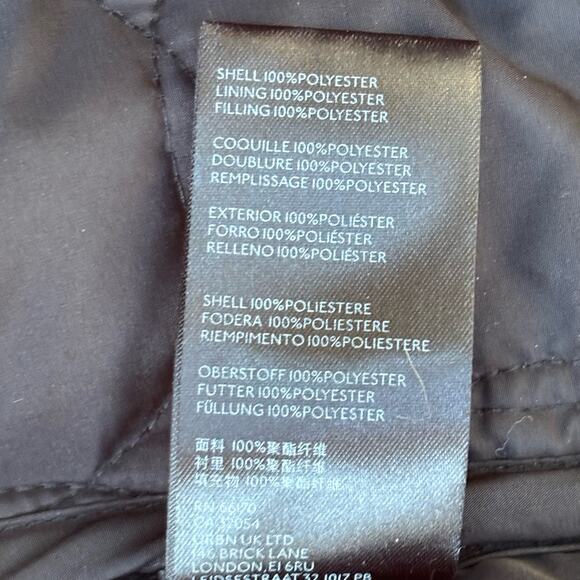 SHELL 100%POLYESTER
LINING 100%POLYESTER
FILLING 100%POLYESTER
COQUILLE 100%POLYESTER
DOUBLURE 100%POLYESTER
REMPLISSAGE 100%POLYESTER
EXTERIOR 100%POLIÉSTER
FORRO 100%POLIÉSTER
RELLENO 100%POLIÉSTER
SHELL 100%POLIESTERE
FODERA 100%POLIESTERE
RIEMPIMENTO 100%POLIESTERE
OBERSTOFF 100%POLYESTER
FUTTER 100%POLYESTER
FÜLLUNG 100%POLYESTER
面料 100%聚酯纤维
衬里 100%聚酯纤维
填充物 100%聚酯纤维
RN 66170
CA 32054
URBN UK LTD
146 BRICK LANE
LONDON,E1 6RU
LEIDSESTRAAT 32,1017 PB